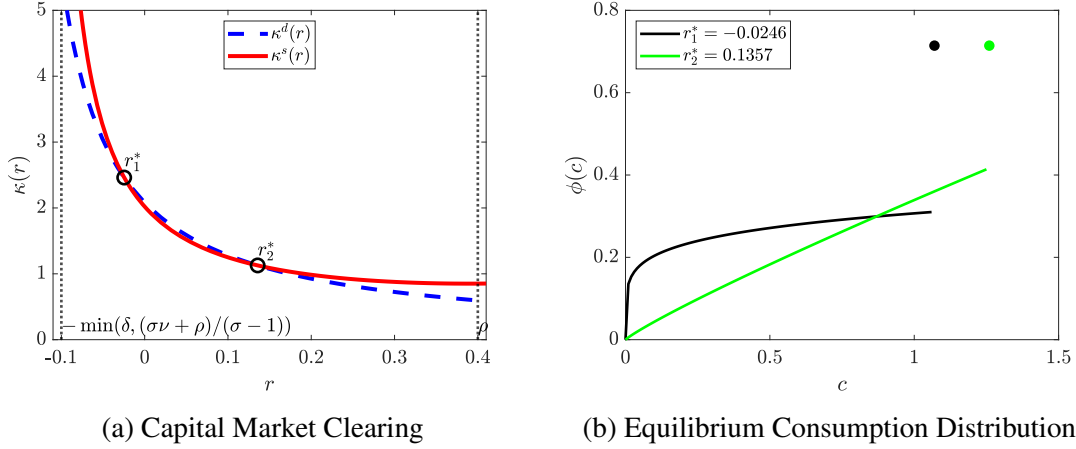 5
4
3
2
1
0
κ(r)
κ^d(r)
κ^s(r)
r_1^*
r_2^*
− min(δ, (σν + ρ)/(σ − 1))
ρ
-0.1
0
0.1
0.2
0.3
0.4
r
(a) Capital Market Clearing
0.8
0.6
0.4
0.2
0
ϕ(c)
r_1^* = −0.0246
r_2^* = 0.1357
0
0.5
1
1.5
c
(b) Equilibrium Consumption Distribution